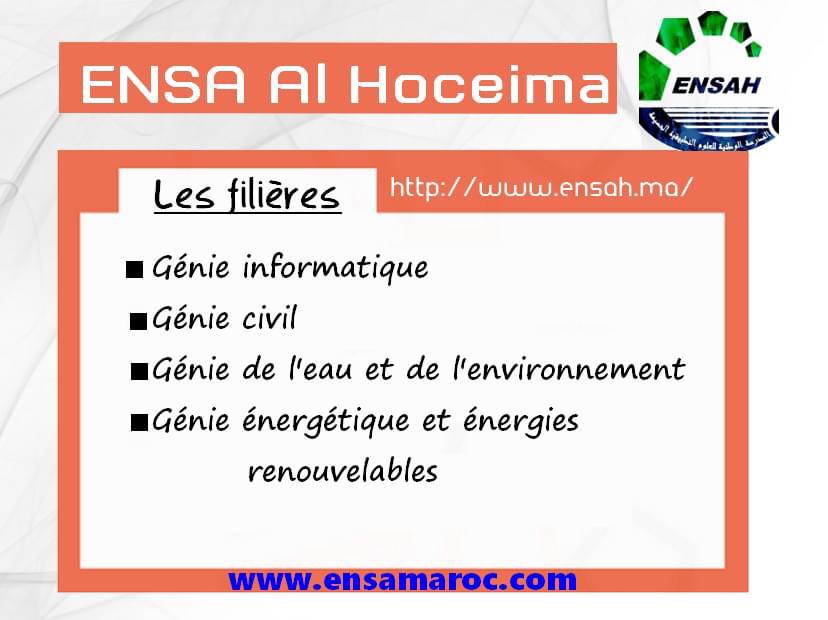 ENSA Al Hoceima
ENSAH
المدرسة الوطنية للعلوم التطبيقية الحسيمة
Les filières
http://www.ensah.ma/
■ Génie informatique
■ Génie civil
■ Génie de l'eau et de l'environnement
■ Génie énergétique et énergies
renouvelables
www.ensamaroc.com